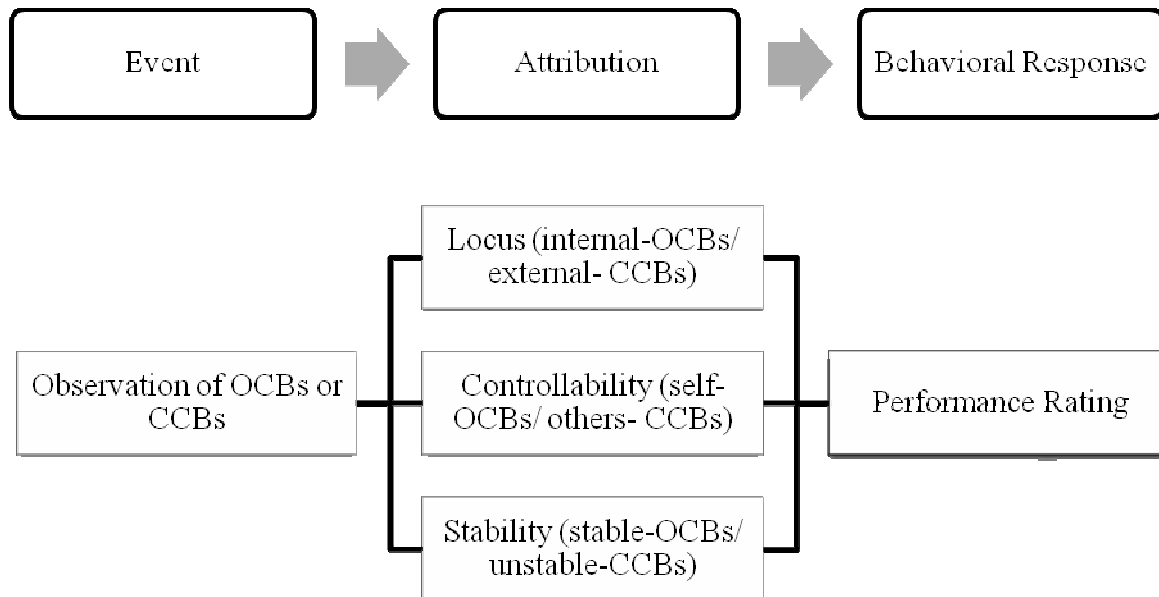 Event
Attribution
Behavioral Response
Locus (internal-OCBs/
external- CCBs)
Observation of OCBs or
CCBs
Controllability (self-
OCBs/ others- CCBs)
Performance Rating
Stability (stable-OCBs/
unstable-CCBs)